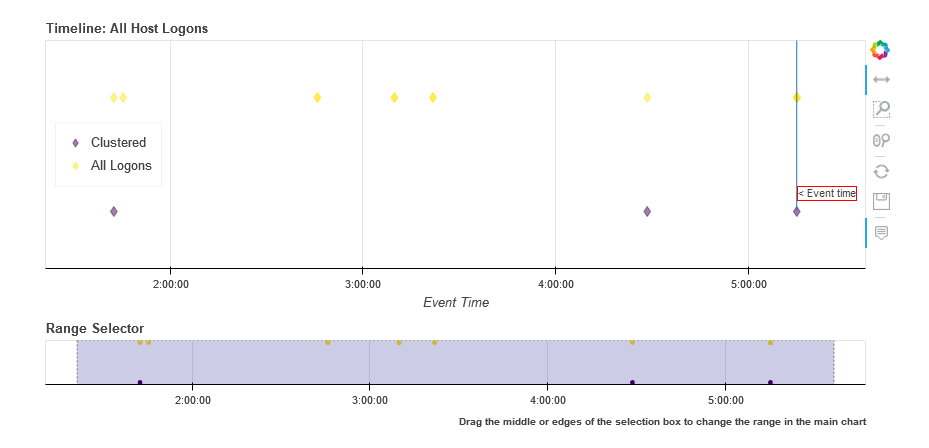 Timeline: All Host Logons
Clustered
All Logons
< Event time
2:00:00 3:00:00 4:00:00 5:00:00
Event Time
Range Selector
2:00:00 3:00:00 4:00:00 5:00:00
Drag the middle or edges of the selection box to change the range in the main chart